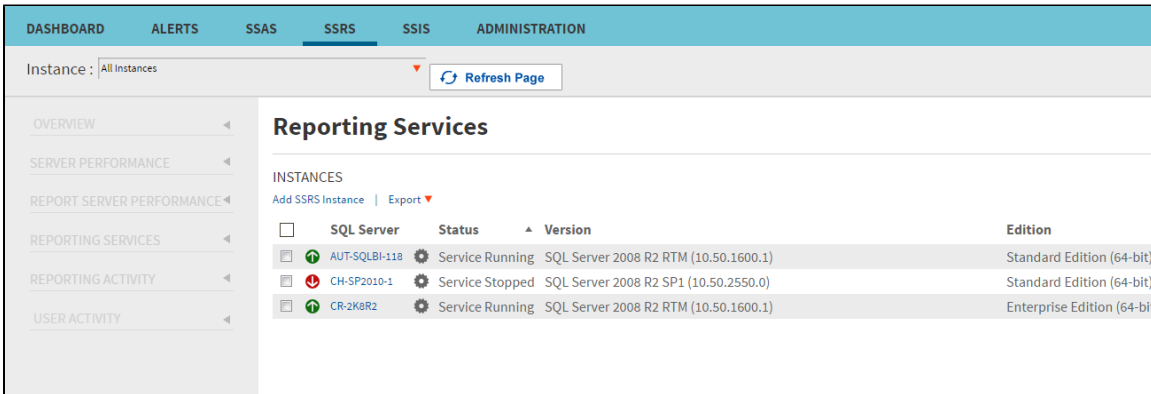 DASHBOARD ALERTS SSAS SSRS SSIS ADMINISTRATION
Instance : All Instances Refresh Page
OVERVIEW
SERVER PERFORMANCE
REPORT SERVER PERFORMANCE
REPORTING SERVICES
REPORTING ACTIVITY
USER ACTIVITY
Reporting Services
INSTANCES
Add SSRS Instance | Export
SQL Server Status Version Edition
AUT-SQLBI-118 Service Running SQL Server 2008 R2 RTM (10.50.1600.1) Standard Edition (64-bit)
CH-SP2010-1 Service Stopped SQL Server 2008 R2 SP1 (10.50.2550.0) Standard Edition (64-bit)
CR-2K8R2 Service Running SQL Server 2008 R2 RTM (10.50.1600.1) Enterprise Edition (64-bi